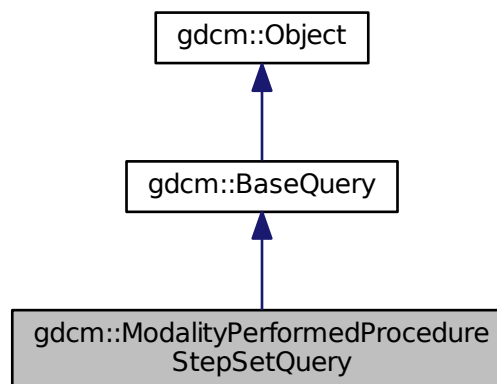 gdcm::Object
gdcm::BaseQuery
gdcm::ModalityPerformedProcedure
StepSetQuery